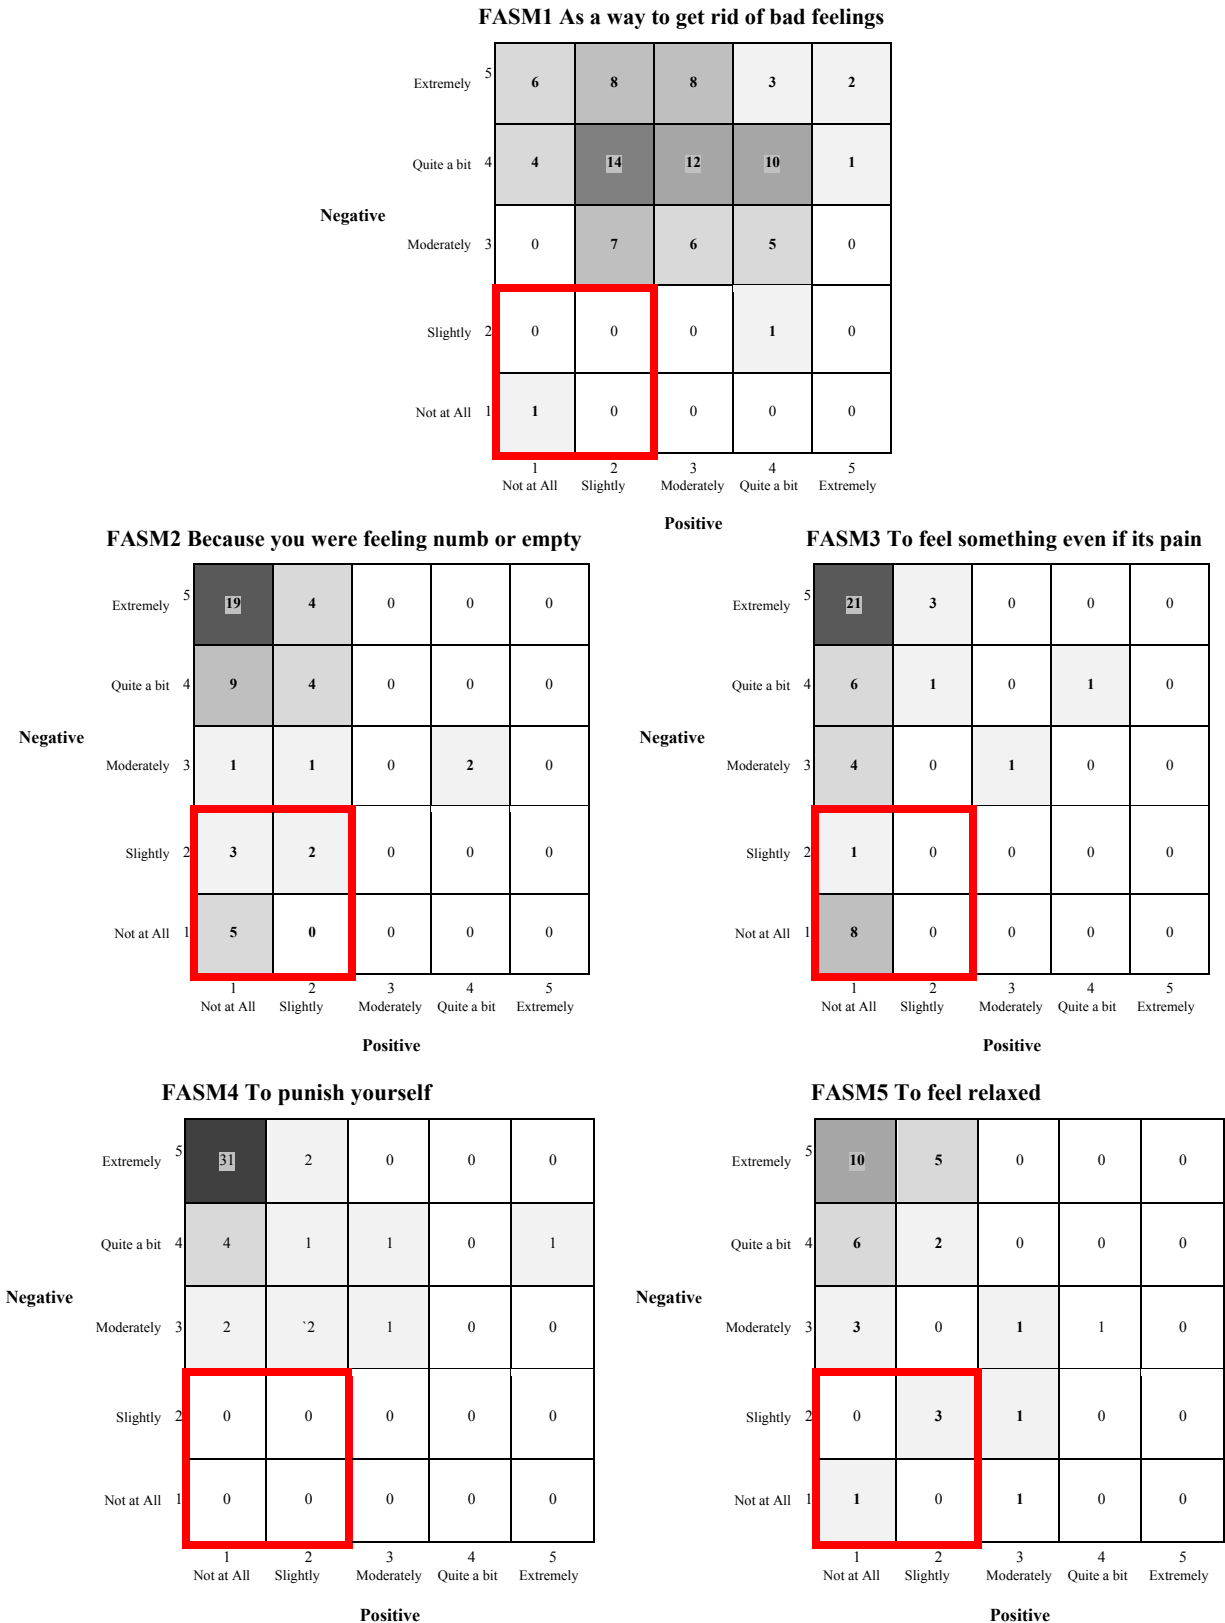 FASM1 As a way to get rid of bad feelings
Extremely 5 6 8 8 3 2
Quite a bit 4 4 14 12 10 1
Negative
Moderately 3 0 7 6 5 0
Slightly 2 0 0 0 1 0
Not at All 1 1 0 0 0 0
1 2 3 4 5
Not at All Slightly Moderately Quite a bit Extremely
Positive
FASM2 Because you were feeling numb or empty
Extremely 5 19 4 0 0 0
Quite a bit 4 9 4 0 0 0
Negative
Moderately 3 1 1 0 2 0
Slightly 2 3 2 0 0 0
Not at All 1 5 0 0 0 0
1 2 3 4 5
Not at All Slightly Moderately Quite a bit Extremely
Positive
FASM3 To feel something even if its pain
Extremely 5 21 3 0 0 0
Quite a bit 4 6 1 0 1 0
Negative
Moderately 3 4 0 1 0 0
Slightly 2 1 0 0 0 0
Not at All 1 8 0 0 0 0
1 2 3 4 5
Not at All Slightly Moderately Quite a bit Extremely
Positive
FASM4 To punish yourself
Extremely 5 31 2 0 0 0
Quite a bit 4 4 1 1 0 1
Negative
Moderately 3 2 `2 1 0 0
Slightly 2 0 0 0 0 0
Not at All 1 0 0 0 0 0
1 2 3 4 5
Not at All Slightly Moderately Quite a bit Extremely
Positive
FASM5 To feel relaxed
Extremely 5 10 5 0 0 0
Quite a bit 4 6 2 0 0 0
Negative
Moderately 3 3 0 1 1 0
Slightly 2 0 3 1 0 0
Not at All 1 1 0 1 0 0
1 2 3 4 5
Not at All Slightly Moderately Quite a bit Extremely
Positive